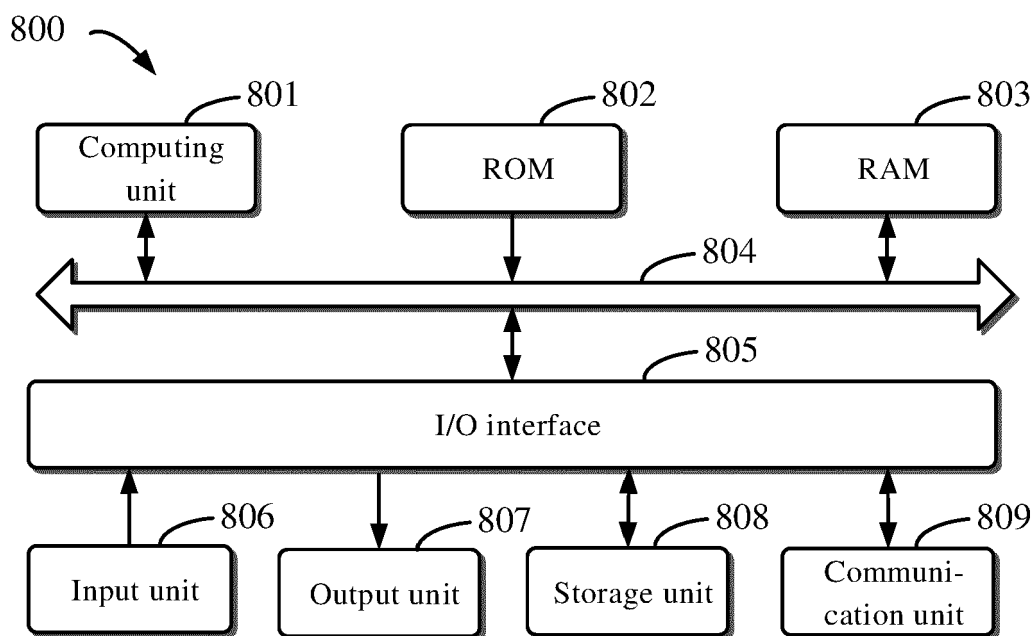 800
801
802
803
Computing
unit
ROM
RAM
804
805
I/O interface
806
807
808
809
Input unit
Output unit
Storage unit
Communi-
cation unit